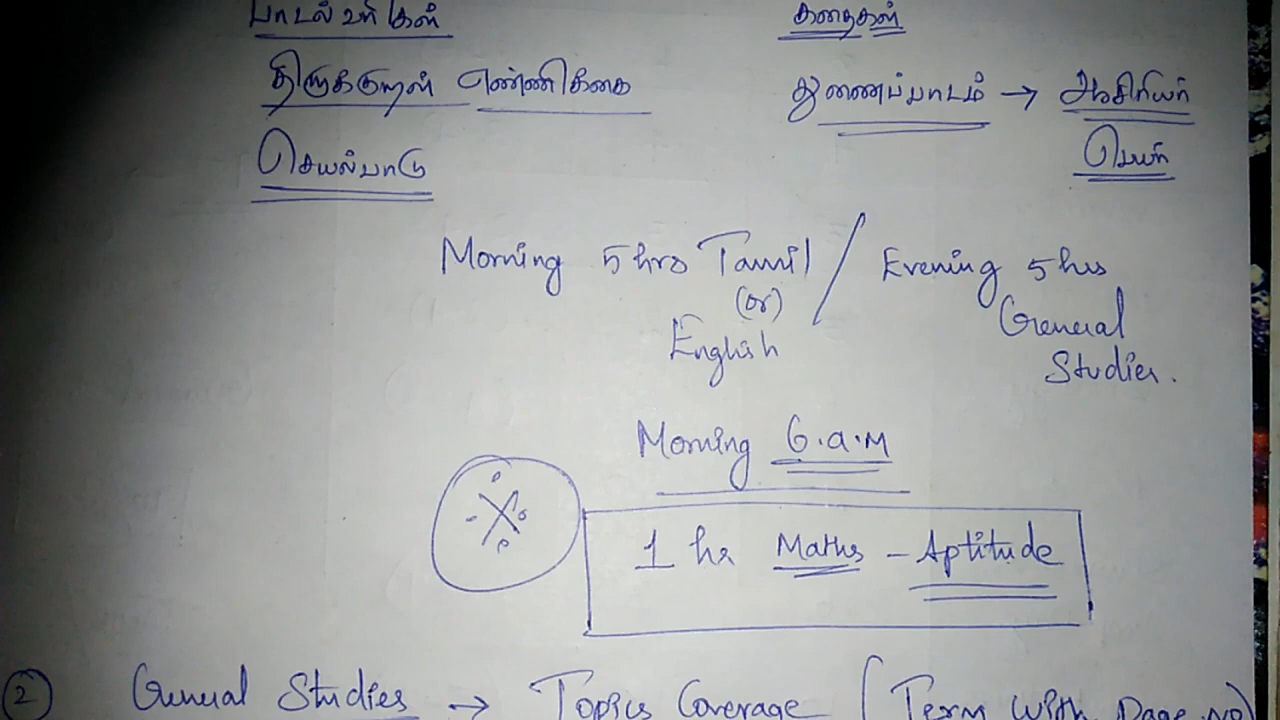 பாடல் வரிகள்
கதைகள்
திருக்குறள் எண்ணிக்கை
துணைப்பாடம் → ஆசிரியர்
பெயர்
செயல்பாடு
Morning 5 hrs Tamil / Evening 5 hrs
(or)
General
English
Studies.
Morning 6.a.m
1 hr Maths - Aptitude
2 General Studies → Topics Coverage (Term with Page no)